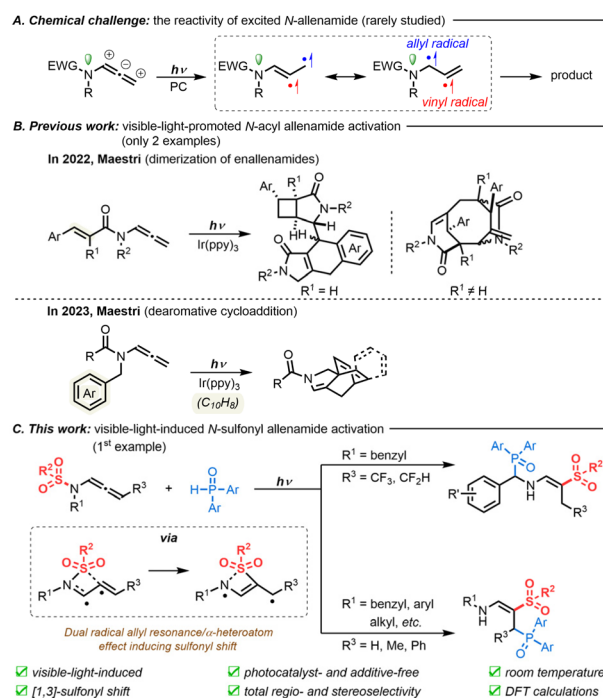 A. Chemical challenge: the reactivity of excited N-allenamide (rarely studied)
EWG N R
hν
PC
EWG N R
allyl radical
EWG N R
vinyl radical
product
B. Previous work: visible-light-promoted N-acyl allenamide activation
(only 2 examples)
In 2022, Maestri (dimerization of enallenamides)
Ar O N R¹ R²
hν
Ir(ppy)₃
Ar R¹ O N–R² H H H O R²–N Ar
R¹ = H
R¹ Ar O Ar R²–N N–R² O R¹
R¹ ≠ H
In 2023, Maestri (dearomative cycloaddition)
O R N Ar
hν
Ir(ppy)₃
(C₁₀H₈)
O R N
C. This work: visible-light-induced N-sulfonyl allenamide activation
(1st example)
R² O O S N R¹ R³
+
O H–P–Ar Ar
hν
R¹ = benzyl
R³ = CF₃, CF₂H
Ar Ar P O R' N H R² O S O R³
via
R² O S O R¹ N R³
R² O S O R¹ N R³
Dual radical allyl resonance/α-heteroatom
effect inducing sulfonyl shift
R¹ = benzyl, aryl
alkyl, etc.
R³ = H, Me, Ph
R¹ N H O S R² O R³ P Ar Ar O
visible-light-induced
photocatalyst- and additive-free
room temperature
[1,3]-sulfonyl shift
total regio- and stereoselectivity
DFT calculations